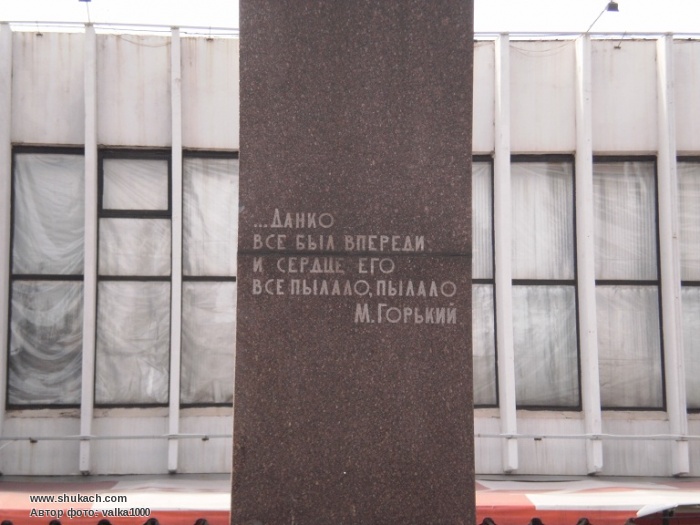 ...Данко
все был впереди
и сердце его
все пылало, пылало
М. Горький
www.shukach.com
Автор фото: valka1000